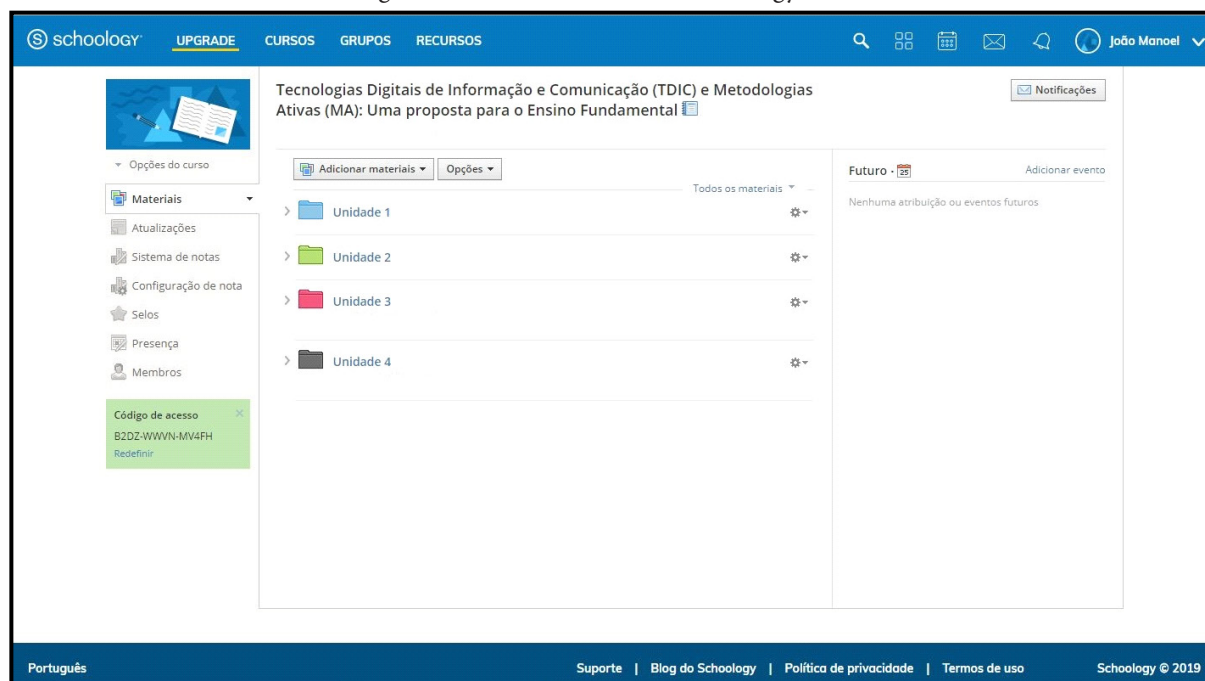 schoology UPGRADE CURSOS GRUPOS RECURSOS João Manoel
Tecnologias Digitais de Informação e Comunicação (TDIC) e Metodologias
Ativas (MA): Uma proposta para o Ensino Fundamental
Notificações
Opções do curso
Materiais
Atualizações
Sistema de notas
Configuração de nota
Selos
Presença
Membros
Código de acesso
B2DZ-WWVN-MV4FH
Redefinir
Adicionar materiais Opções
Todos os materiais
Unidade 1
Unidade 2
Unidade 3
Unidade 4
Futuro · 25 Adicionar evento
Nenhuma atribuição ou eventos futuros
Português Suporte | Blog do Schoology | Política de privacidade | Termos de uso Schoology © 2019